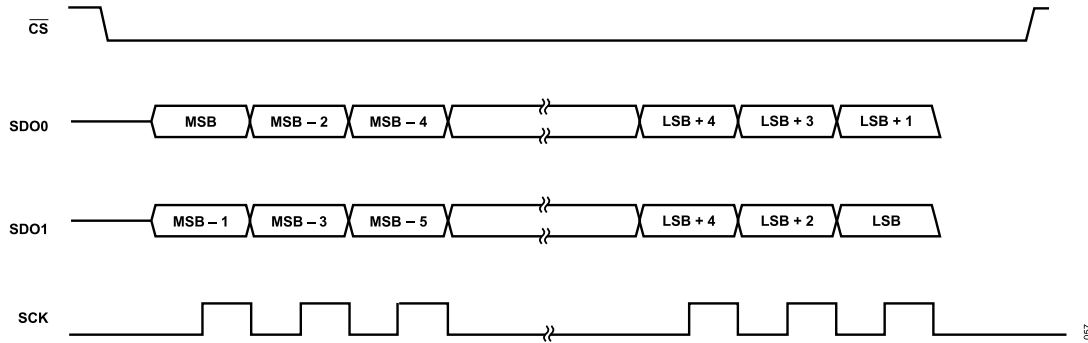 CS
SDO0 MSB MSB – 2 MSB – 4 LSB + 4 LSB + 3 LSB + 1
SDO1 MSB – 1 MSB – 3 MSB – 5 LSB + 4 LSB + 2 LSB
SCK
057